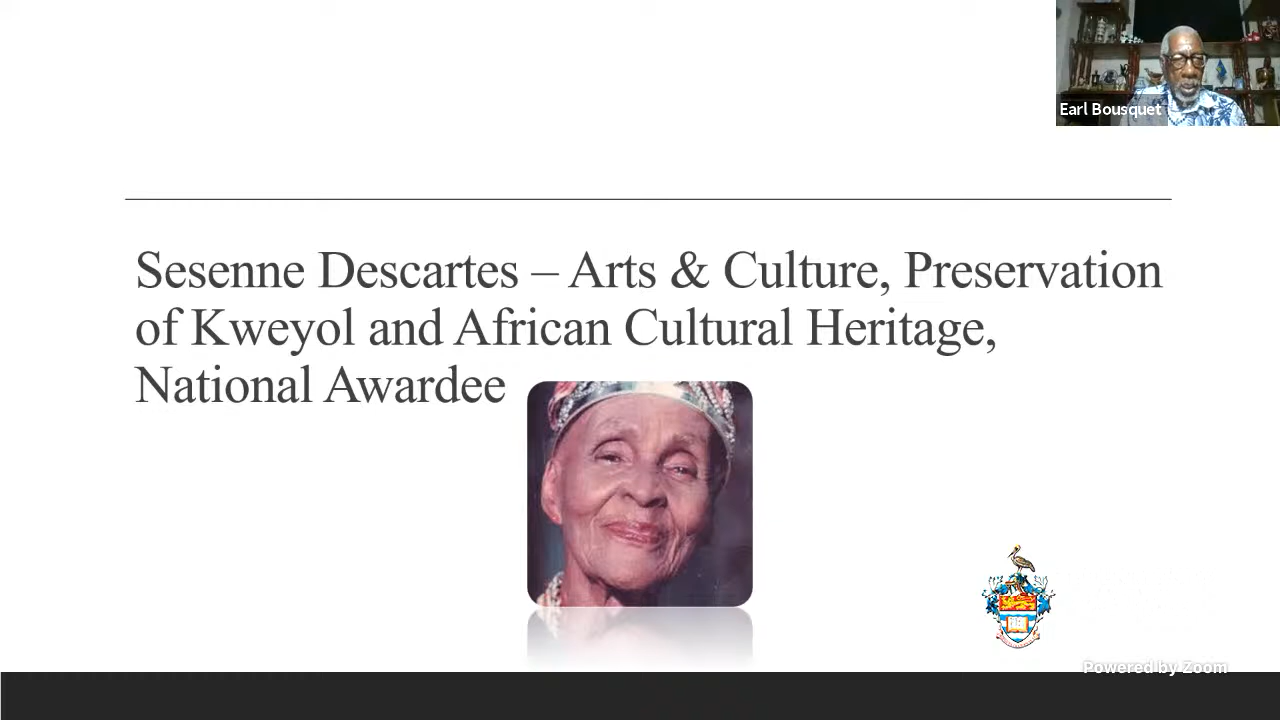 Earl Bousquet
Sesenne Descartes – Arts & Culture, Preservation
of Kweyol and African Cultural Heritage,
National Awardee
Powered by Zoom